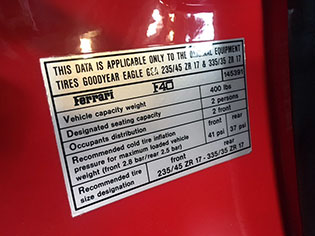 THIS DATA IS APPLICABLE ONLY TO THE ORIGINAL EQUIPMENT
TIRES GOODYEAR EAGLE 235/45 ZR 17 & 335/35 ZR 17
Ferrari F40 145391
Vehicle capacity weight 400 lbs
Designated seating capacity 2 persons
Occupants distribution 2 front
Recommended cold tire inflation front rear
pressure for maximum loaded vehicle 41 psi 37 psi
weight (front 2.8 bar/rear 2.5 bar)
Recommended tire front rear
size designation 235/45 ZR 17 - 335/35 ZR 17